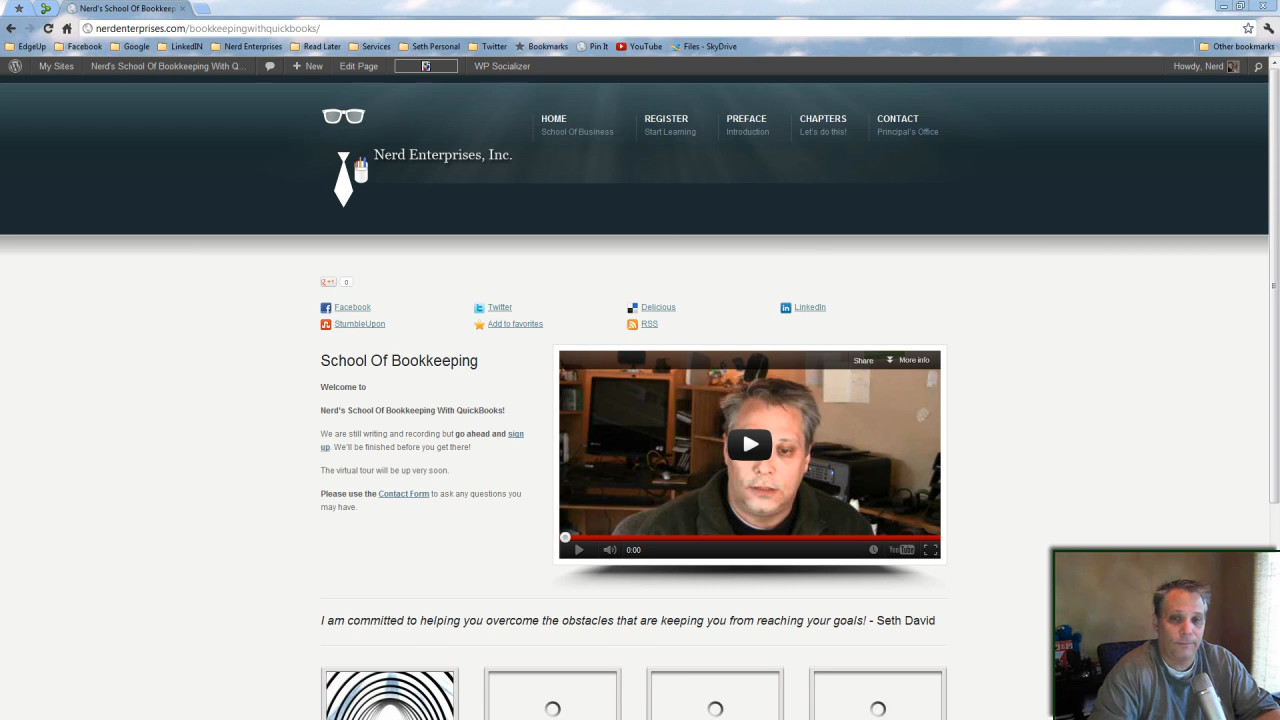 Nerd's School Of Bookkeep
nerdenterprises.com/bookkeepingwithquickbooks/
EdgeUp Facebook Google LinkedIN Nerd Enterprises Read Later Services Seth Personal Twitter Bookmarks Pin It YouTube Files - SkyDrive Other bookmarks
My Sites Nerd's School Of Bookkeeping With Q... New Edit Page WP Socializer Howdy, Nerd
HOME REGISTER PREFACE CHAPTERS CONTACT
School Of Business Start Learning Introduction Let's do this! Principal's Office
Nerd Enterprises, Inc.
+1 0
Facebook Twitter Delicious LinkedIn
StumbleUpon Add to favorites RSS
School Of Bookkeeping
Share More info
Welcome to
Nerd's School Of Bookkeeping With QuickBooks!
We are still writing and recording but go ahead and sign
up. We'll be finished before you get there!
The virtual tour will be up very soon.
Please use the Contact Form to ask any questions you
may have.
0:00 YouTube
I am committed to helping you overcome the obstacles that are keeping you from reaching your goals! - Seth David